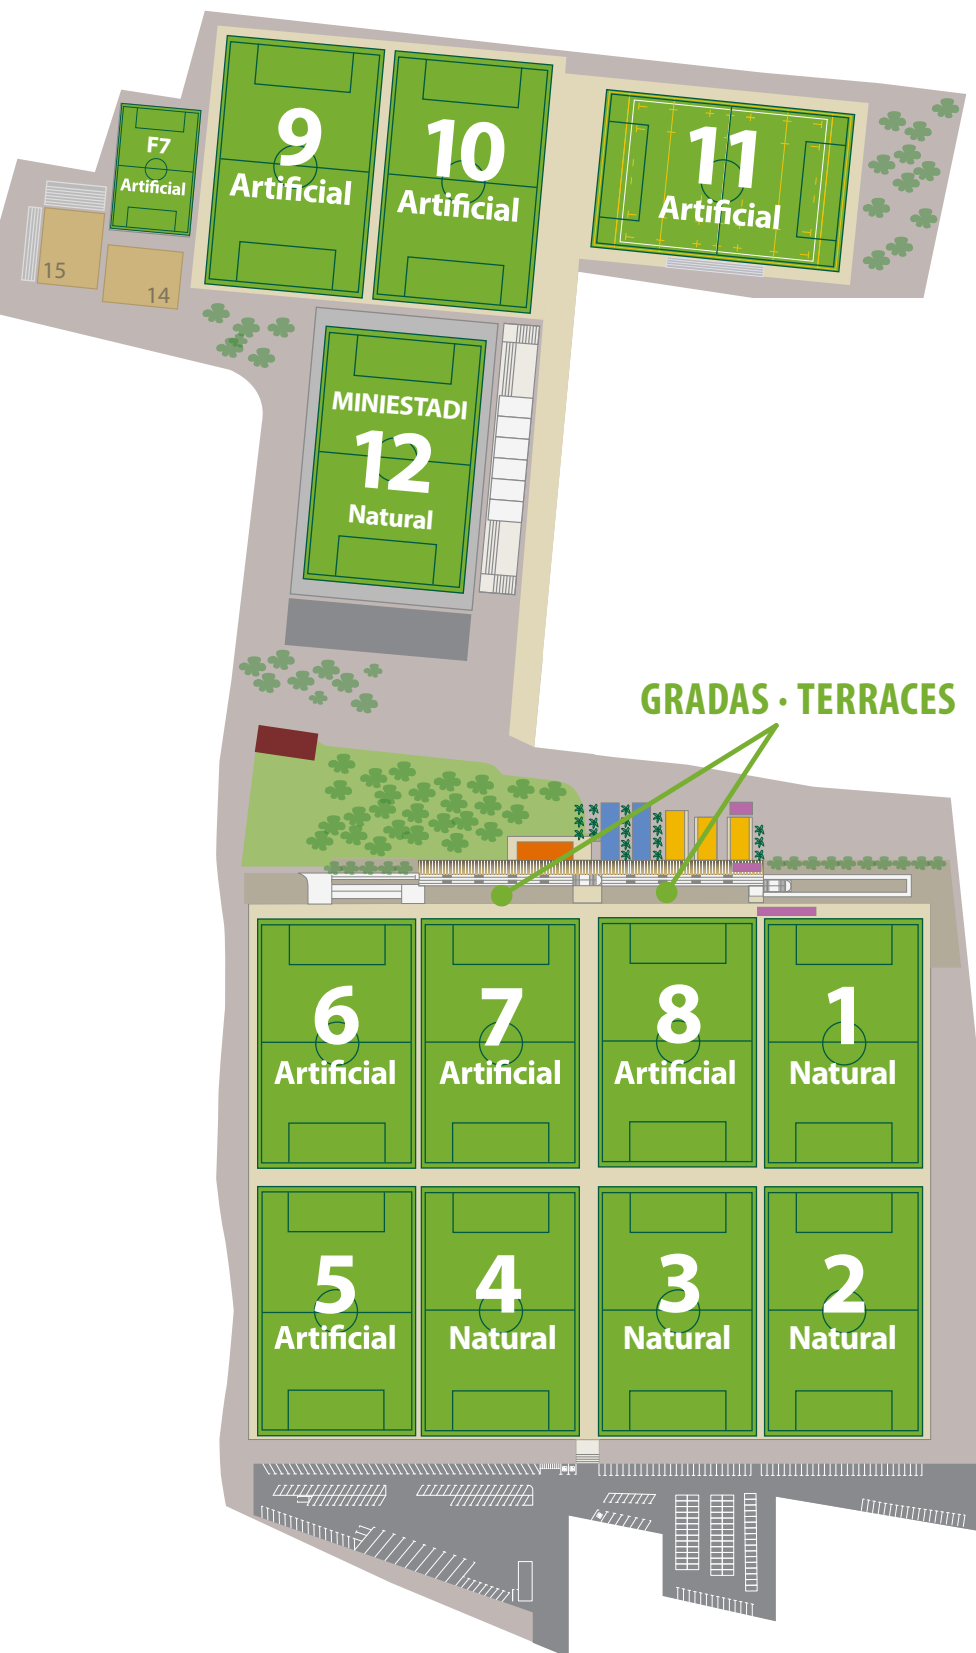 9
Artificial
10
Artificial
11
Artificial
F7
Artificial
15
14
MINIESTADI
12
Natural
GRADAS · TERRACES
6
Artificial
7
Artificial
8
Artificial
1
Natural
5
Artificial
4
Natural
3
Natural
2
Natural